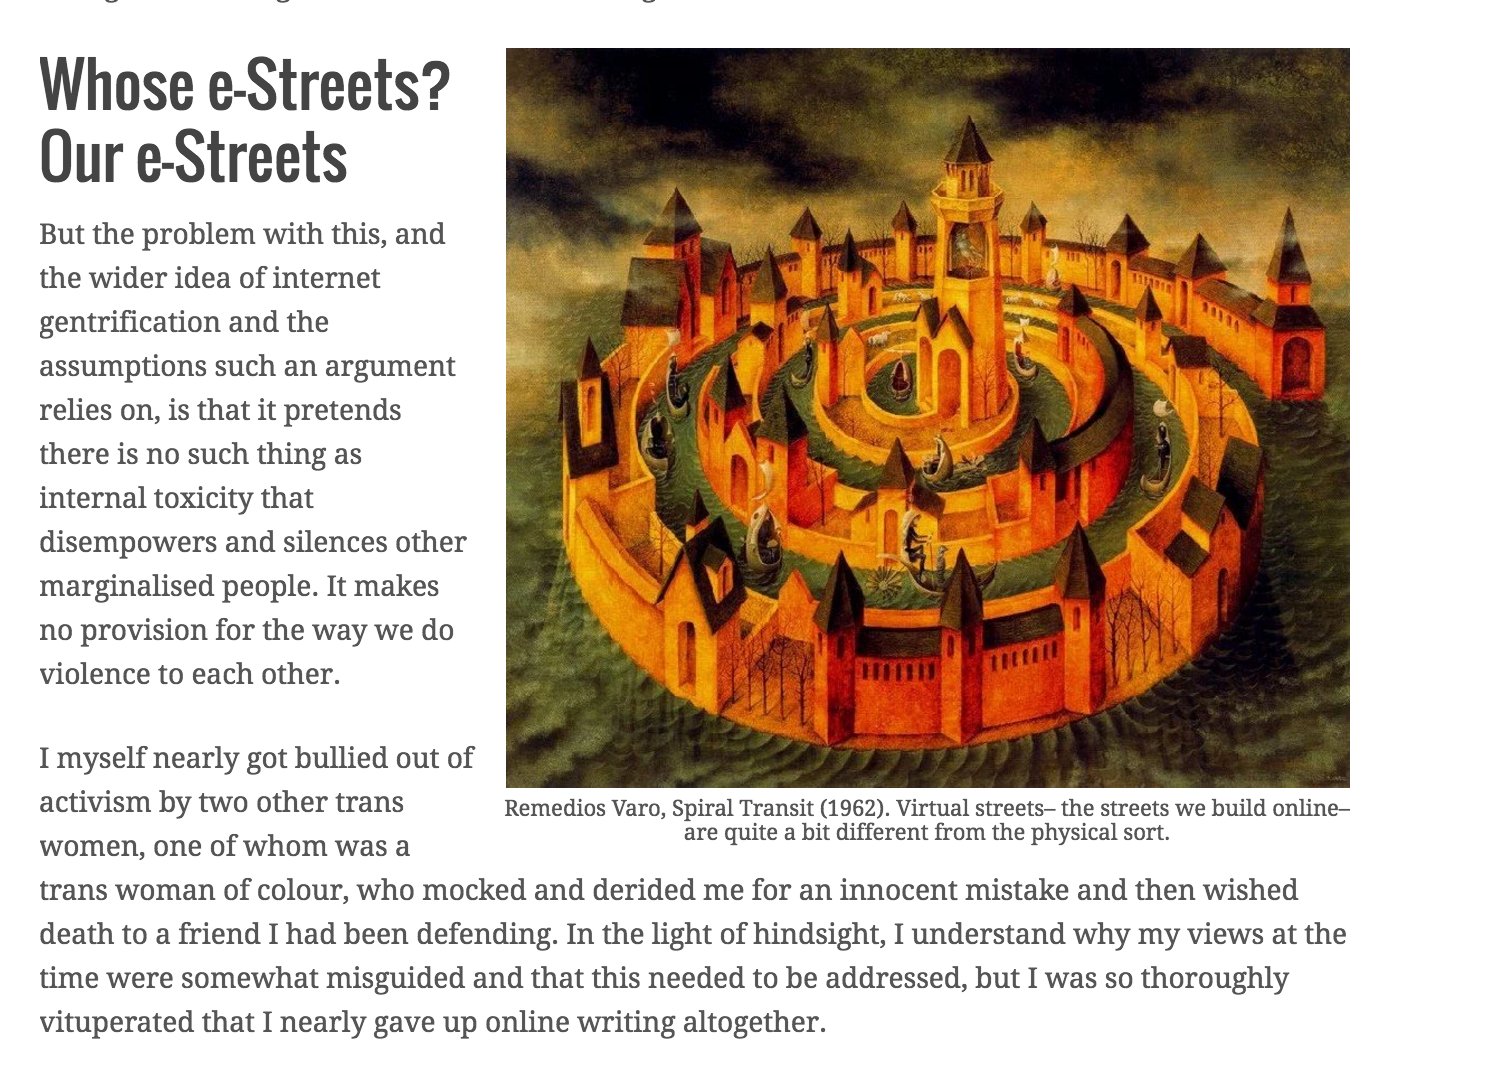 Whose e-Streets?
Our e-Streets
But the problem with this, and
the wider idea of internet
gentrification and the
assumptions such an argument
relies on, is that it pretends
there is no such thing as
internal toxicity that
disempowers and silences other
marginalised people. It makes
no provision for the way we do
violence to each other.
I myself nearly got bullied out of
activism by two other trans
women, one of whom was a
trans woman of colour, who mocked and derided me for an innocent mistake and then wished
death to a friend I had been defending. In the light of hindsight, I understand why my views at the
time were somewhat misguided and that this needed to be addressed, but I was so thoroughly
vituperated that I nearly gave up online writing altogether.
Remedios Varo, Spiral Transit (1962). Virtual streets– the streets we build online–
are quite a bit different from the physical sort.